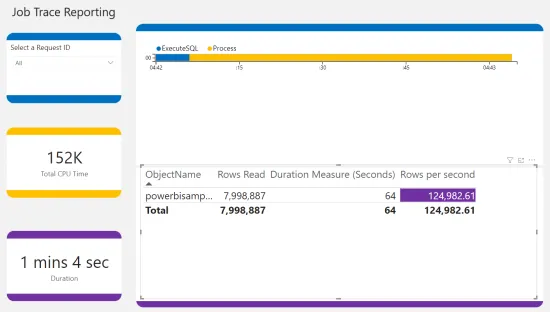 Job Trace Reporting
Select a Request ID
All
152K
Total CPU Time
1 mins 4 sec
Duration
ExecuteSQL Process
00
04:42 :15 :30 :45 04:43
ObjectName Rows Read Duration Measure (Seconds) Rows per second
powerbisamp... 7,998,887 64 124,982.61
Total 7,998,887 64 124,982.61